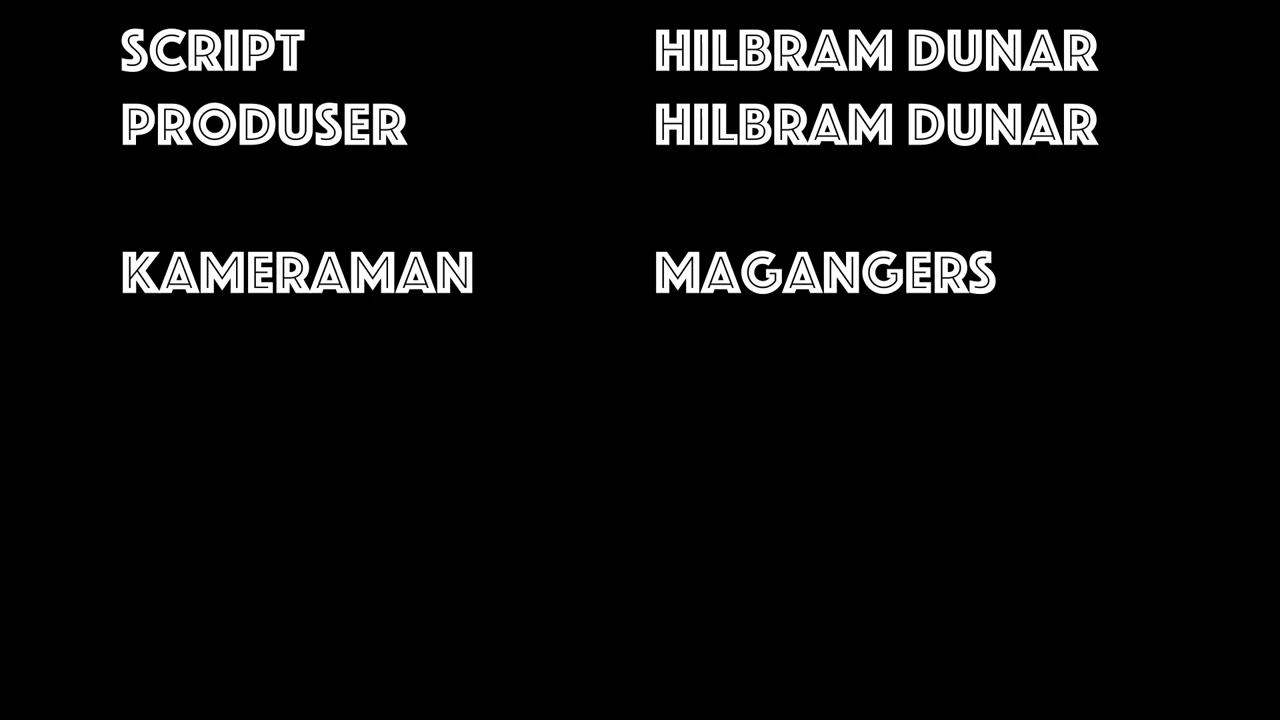 SCRIPT HILBRAM DUNAR
PRODUSER HILBRAM DUNAR
KAMERAMAN MAGANGERS